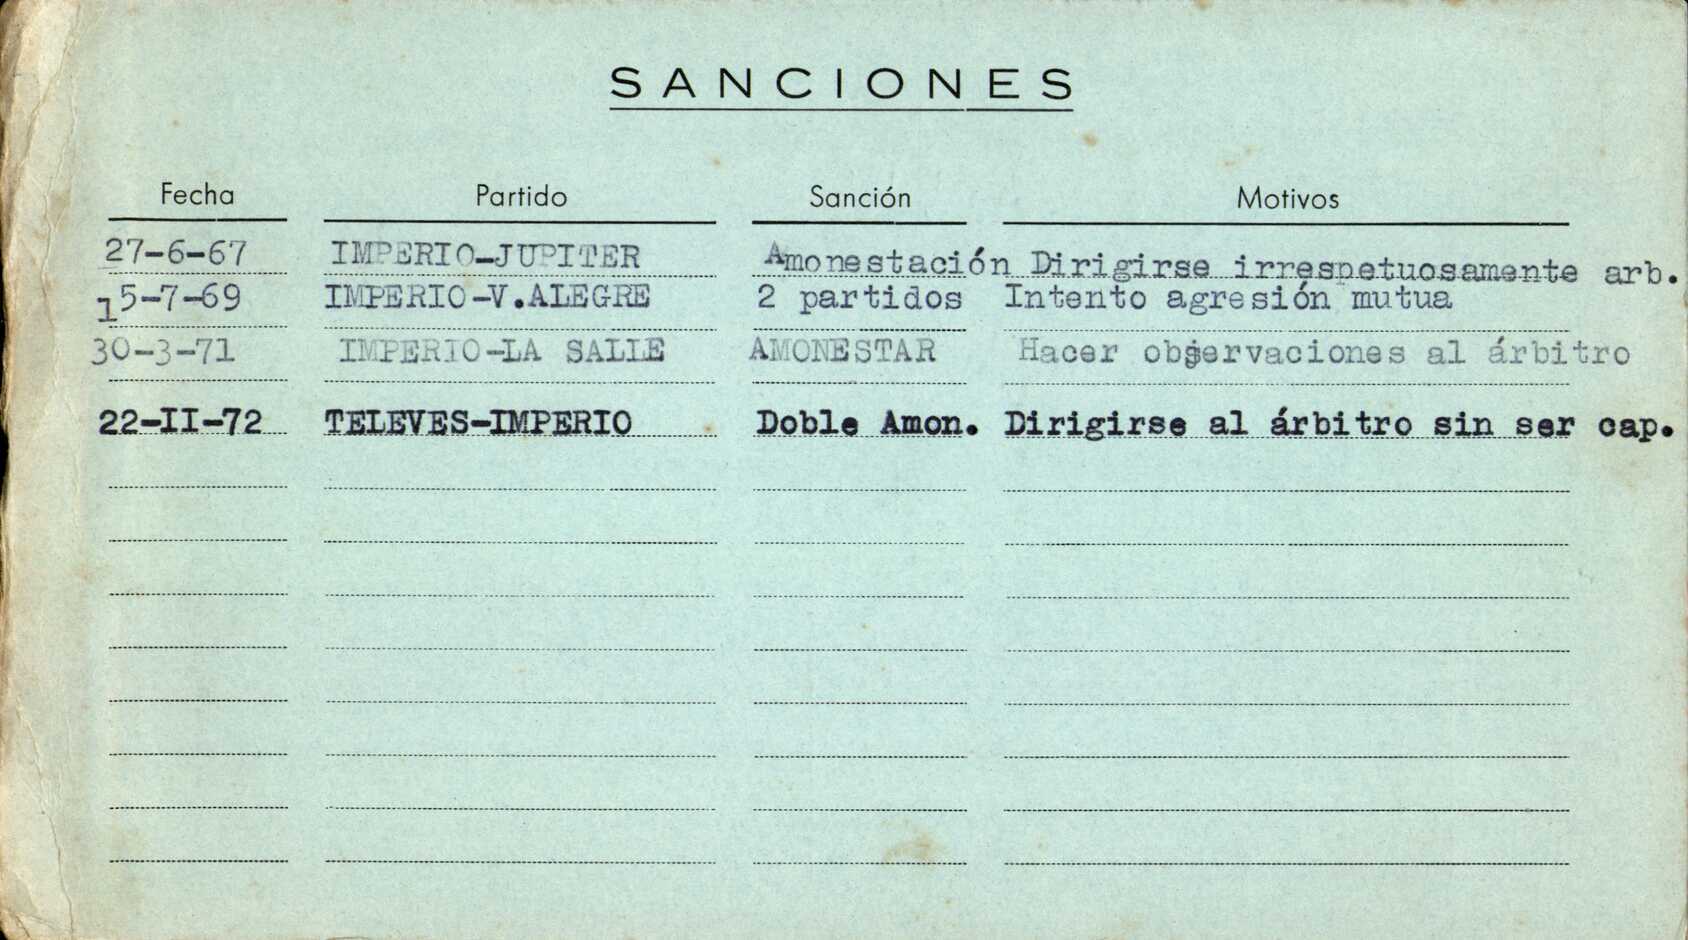 SANCIONES
Fecha Partido Sanción Motivos
27-6-67 IMPERIO-JUPITER Amonestación Dirigirse irrespetuosamente arb.
15-7-69 IMPERIO-V.ALEGRE 2 partidos Intento agresión mutua
30-3-71 IMPERIO-LA SALLE AMONESTAR Hacer observaciones al árbitro
22-II-72 TELEVES-IMPERIO Doble Amon. Dirigirse al árbitro sin ser cap.